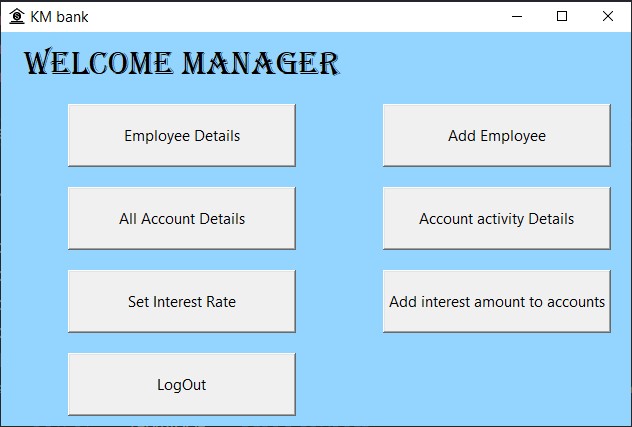 KM bank
WELCOME MANAGER
Employee Details
Add Employee
All Account Details
Account activity Details
Set Interest Rate
Add interest amount to accounts
LogOut